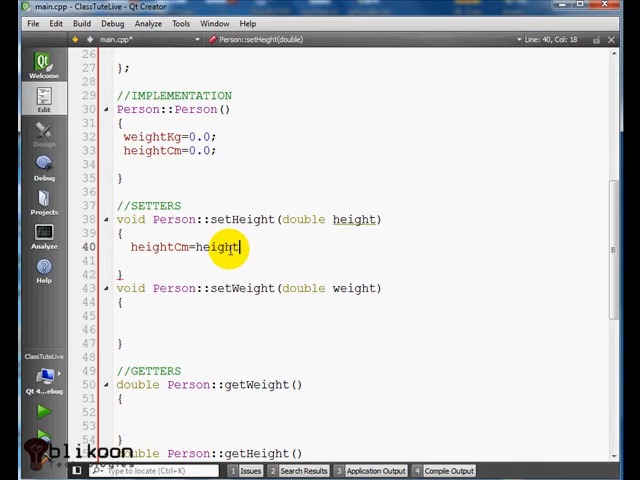 main.cpp - ClassTuteLive - Qt Creator
File Edit Build Debug Analyze Tools Window Help
main.cpp* Person::setHeight(double) Line: 40, Col: 18
Welcome
Edit
Design
Debug
Projects
Analyze
Help
ClassTuteLive
Qt 4...ebug
26
27 };
28
29 //IMPLEMENTATION
30 Person::Person()
31 {
32 weightKg=0.0;
33 heightCm=0.0;
34
35 }
36
37 //SETTERS
38 void Person::setHeight(double height)
39 {
40 heightCm=height
41
42 }
43 void Person::setWeight(double weight)
44 {
45
46
47 }
48
49 //GETTERS
50 double Person::getWeight()
51 {
52
53 }
54 double Person::getHeight()
blikoon
Technologies
Type to locate (Ctrl+K) 1 Issues 2 Search Results 3 Application Output 4 Compile Output